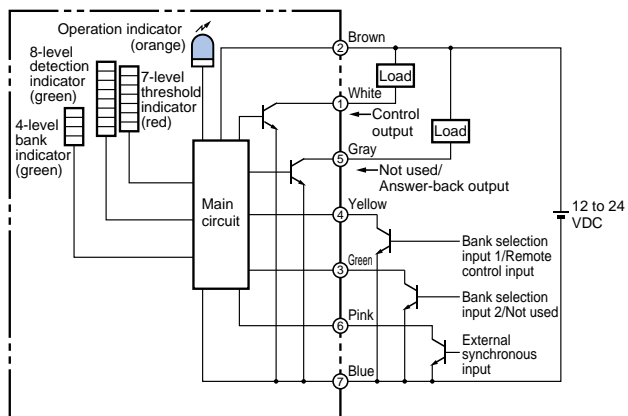 Operation indicator
(orange)
8-level
detection
indicator
(green)
7-level
threshold
indicator
(red)
4-level
bank
indicator
(green)
Main
circuit
2 Brown
Load
White
1
Control
output
Load
Gray
5
Not used/
Answer-back output
Yellow
4
12 to 24
VDC
Bank selection
input 1/Remote
control input
Green
3
Bank selection
input 2/Not used
Pink
6
External
synchronous
input
Blue
7